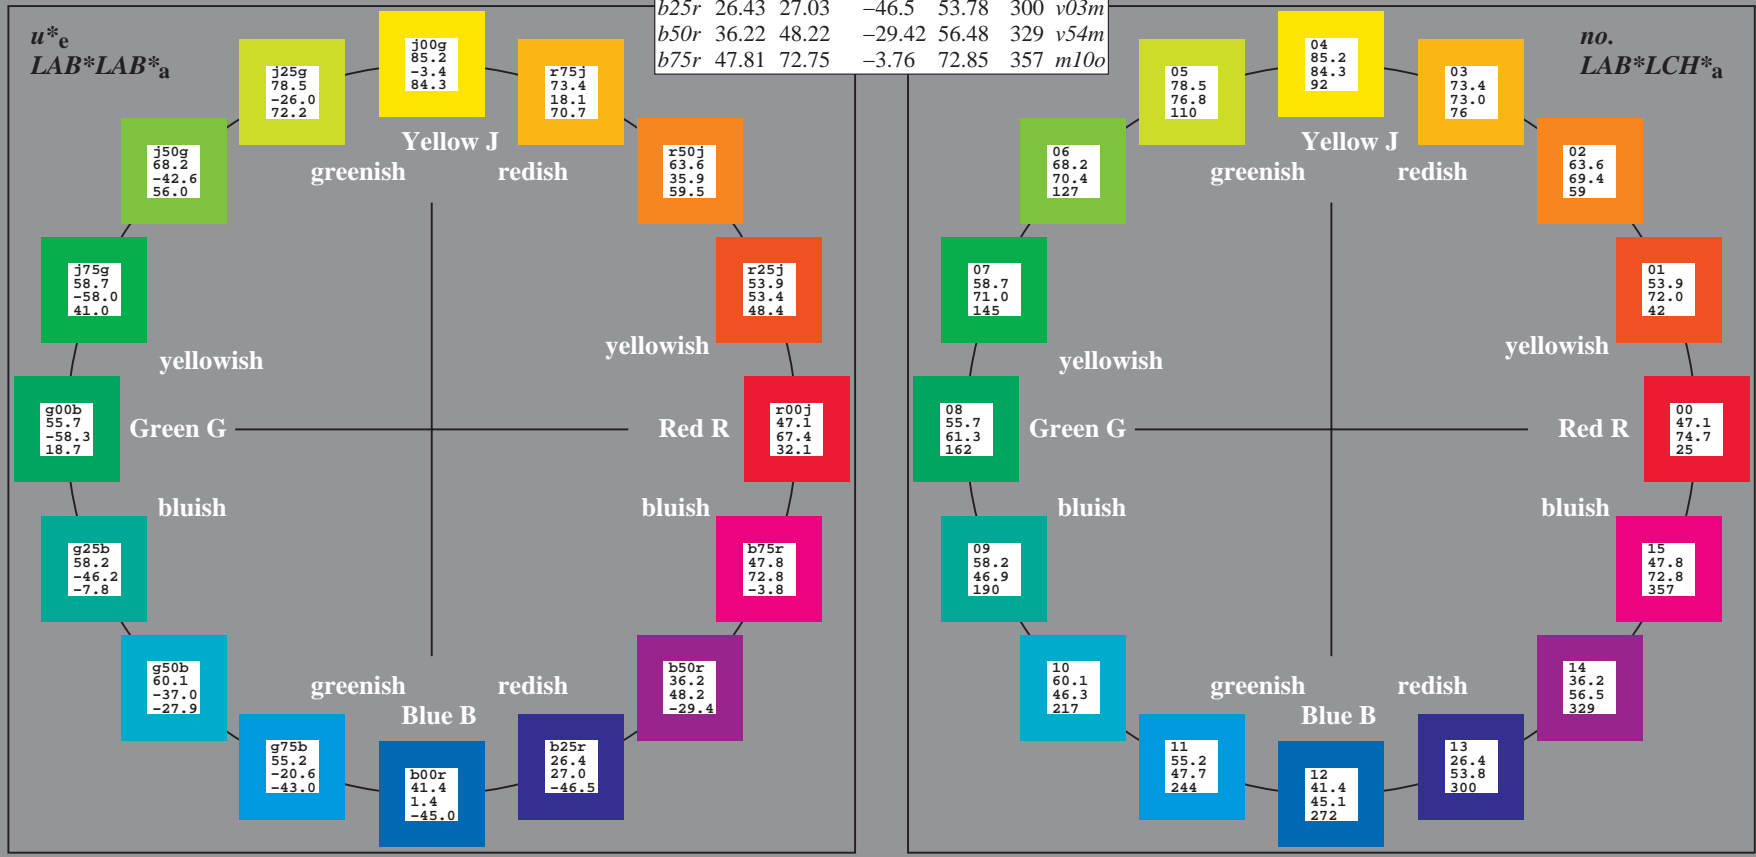 b25r 26.43 27.03 −46.5 53.78 300 v03m
b50r 36.22 48.22 −29.42 56.48 329 v54m
b75r 47.81 72.75 −3.76 72.85 357 m10o
u*e
LAB*LAB*a
j00g
85.2
-3.4
84.3
j25g
78.5
-26.0
72.2
r75j
73.4
18.1
70.7
j50g
68.2
-42.6
56.0
r50j
63.6
35.9
59.5
Yellow J
greenish redish
j75g
58.7
-58.0
41.0
r25j
53.9
53.4
48.4
yellowish
yellowish
g00b
55.7
-58.3
18.7
Green G
Red R
r00j
47.1
67.4
32.1
bluish
bluish
g25b
58.2
-46.2
-7.8
b75r
47.8
72.8
-3.8
g50b
60.1
-37.0
-27.9
b50r
36.2
48.2
-29.4
greenish redish
Blue B
g75b
55.2
-20.6
-43.0
b00r
41.4
1.4
-45.0
b25r
26.4
27.0
-46.5
no.
LAB*LCH*a
04
85.2
84.3
92
05
78.5
76.8
110
03
73.4
73.0
76
06
68.2
70.4
127
02
63.6
69.4
59
Yellow J
greenish redish
07
58.7
71.0
145
01
53.9
72.0
42
yellowish
yellowish
08
55.7
61.3
162
Green G
Red R
00
47.1
74.7
25
bluish
bluish
09
58.2
46.9
190
15
47.8
72.8
357
10
60.1
46.3
217
14
36.2
56.5
329
greenish redish
Blue B
11
55.2
47.7
244
12
41.4
45.1
272
13
26.4
53.8
300